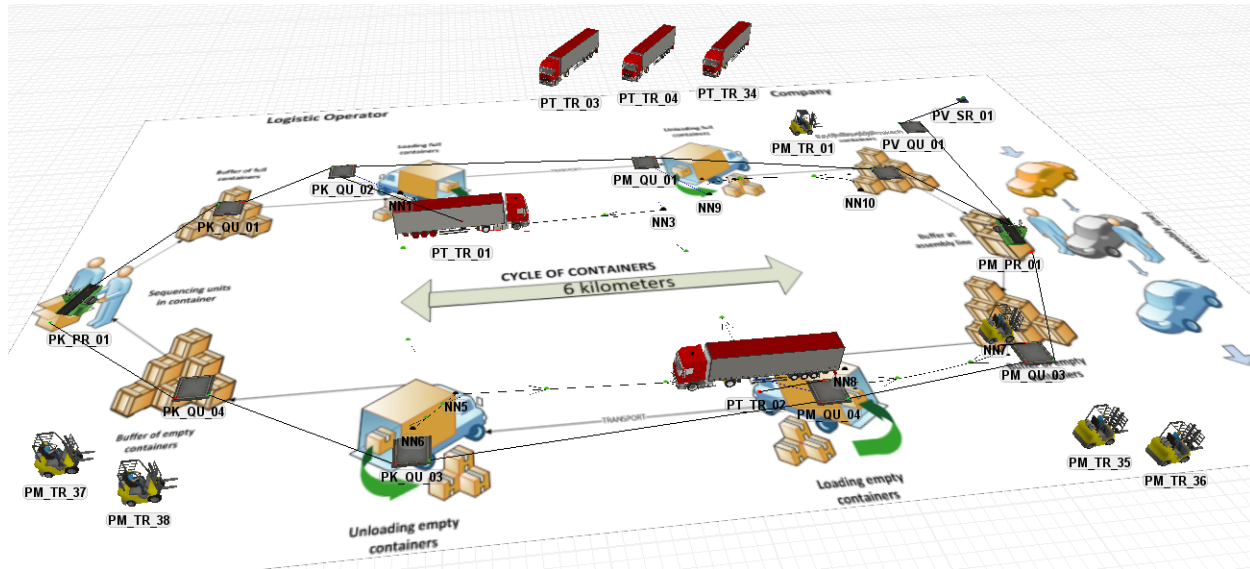 PT_TR_03
PT_TR_04
PT_TR_34
Company
Logistic Operator
PV_SR_01
PM_TR_01
PV_QU_01
Loading full
containers
Unloading full
containers
Buffer of full
containers
TRANSPORT
PK_QU_02
PM_QU_01
NN1
NN9
NN10
PK_QU_01
NN3
PT_TR_01
Buffer at
assembly line
PM_PR_01
CYCLE OF CONTAINERS
6 kilometers
Sequencing units
in container
PK_PR_01
NN7
PM_QU_03
containers
NN8
PT_TR_02
PM_QU_04
NN5
PK_QU_04
TRANSPORT
NN6
Buffer of empty
containers
PK_QU_03
PM_TR_37
PM_TR_38
PM_TR_35
PM_TR_36
Loading empty
containers
Unloading empty
containers